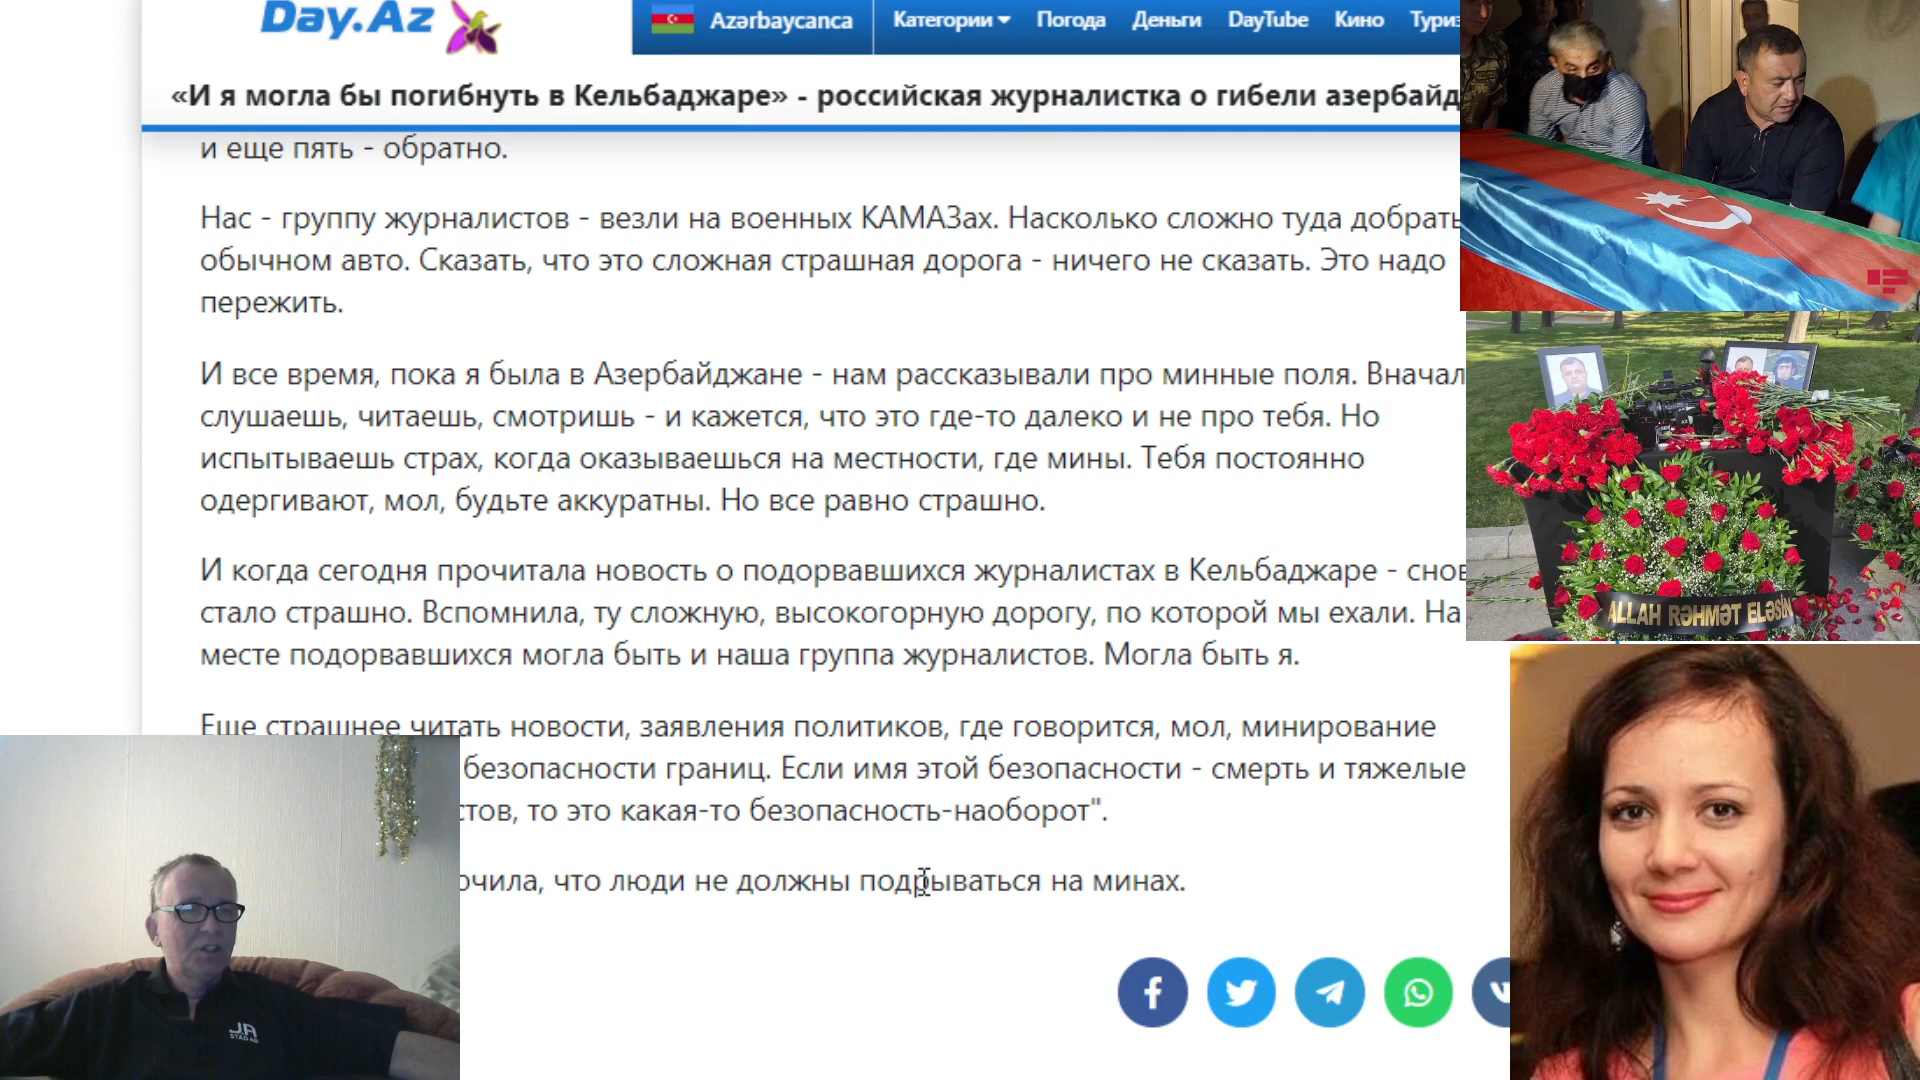 Day.Az
Azərbaycanca Категории Погода Деньги DayTube Кино
«И я могла бы погибнуть в Кельбаджаре» - российская журналистка о гибели азербайд
и еще пять - обратно.
Нас - группу журналистов - везли на военных КАМАЗах. Насколько сложно туда добрать
обычном авто. Сказать, что это сложная страшная дорога - ничего не сказать. Это надо
пережить.
И все время, пока я была в Азербайджане - нам рассказывали про минные поля. Вначал
слушаешь, читаешь, смотришь - и кажется, что это где-то далеко и не про тебя. Но
испытываешь страх, когда оказываешься на местности, где мины. Тебя постоянно
одергивают, мол, будьте аккуратны. Но все равно страшно.
И когда сегодня прочитала новость о подорвавшихся журналистах в Кельбаджаре - снов
стало страшно. Вспомнила, ту сложную, высокогорную дорогу, по которой мы ехали. На
месте подорвавшихся могла быть и наша группа журналистов. Могла быть я.
Еще страшнее читать новости, заявления политиков, где говорится, мол, минирование
безопасности границ. Если имя этой безопасности - смерть и тяжелые
стов, то это какая-то безопасность-наоборот".
очила, что люди не должны подрываться на минах.
ALLAH RƏHMƏT ELƏSİN
J.A